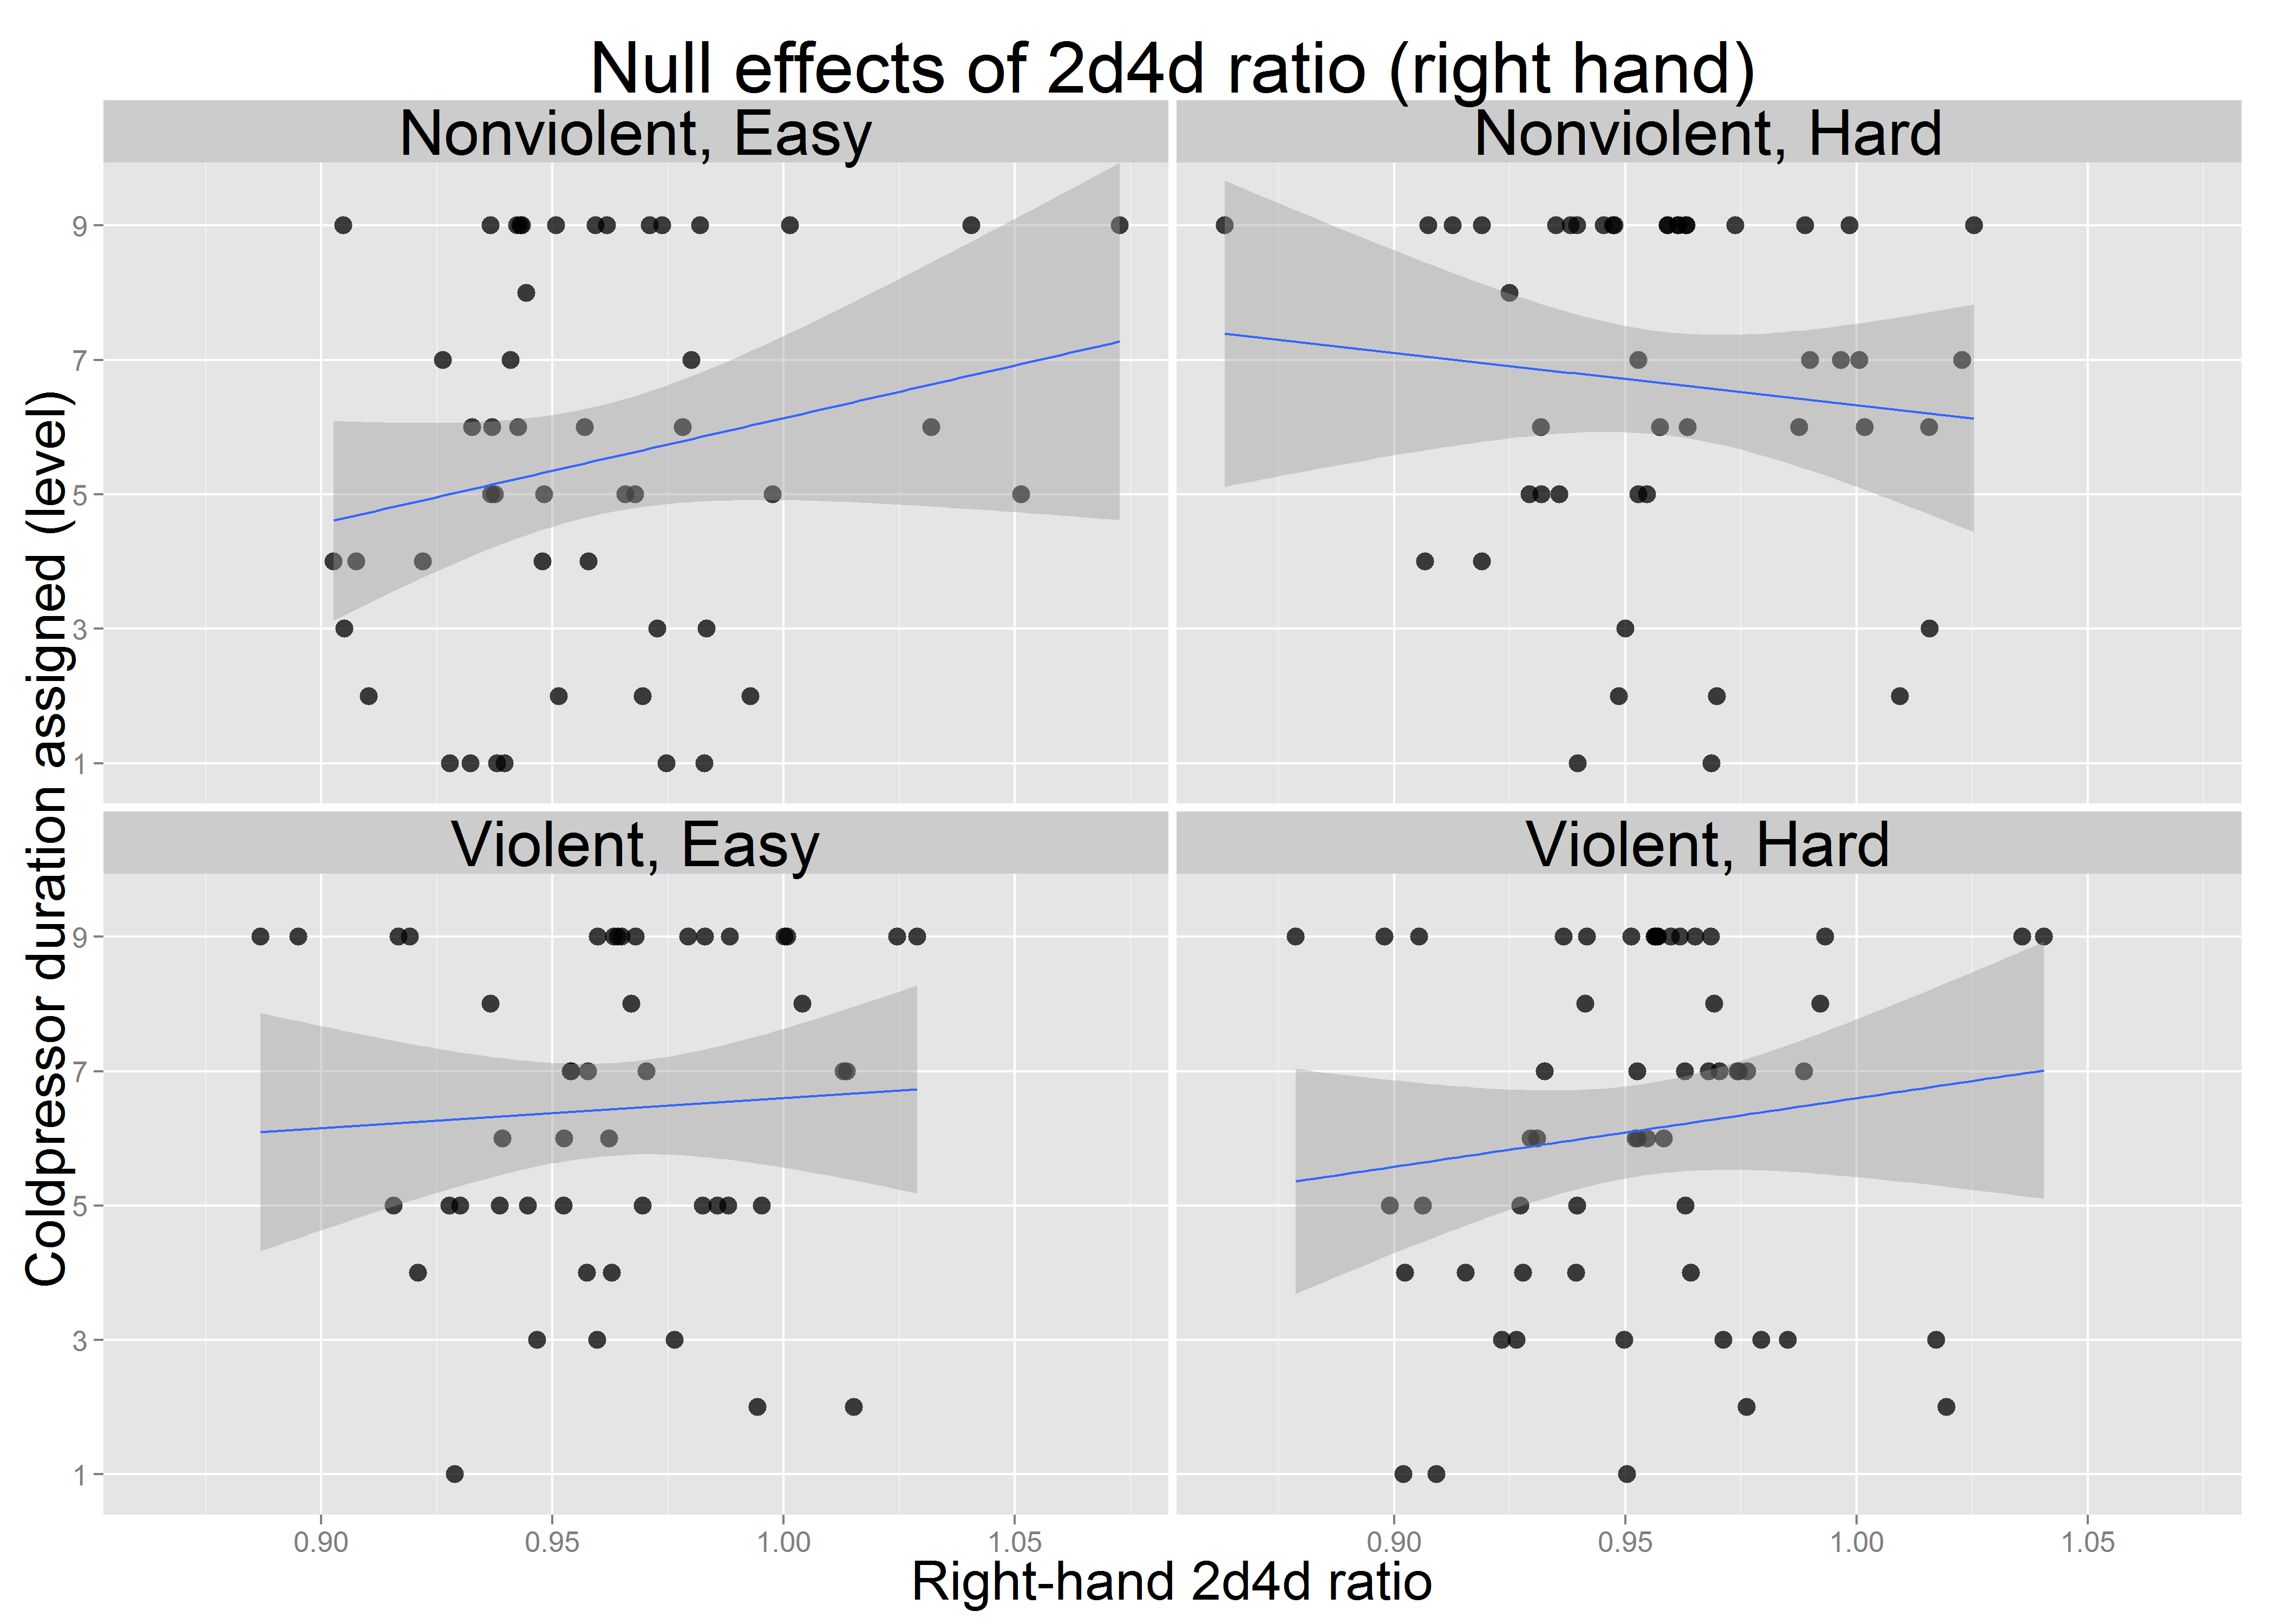 Null effects of 2d4d ratio (right hand)
Nonviolent, Easy
Nonviolent, Hard
9
7
5
3
1
Violent, Easy
Violent, Hard
9
7
5
3
1
Coldpressor duration assigned (level)
0.90
0.95
1.00
1.05
0.90
0.95
1.00
1.05
Right-hand 2d4d ratio